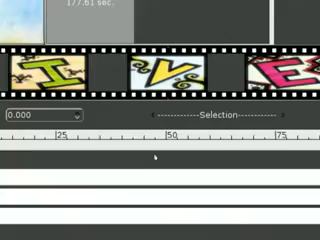 177.61 sec.
I V E
0.000
-------------Selection------------
25 50 75